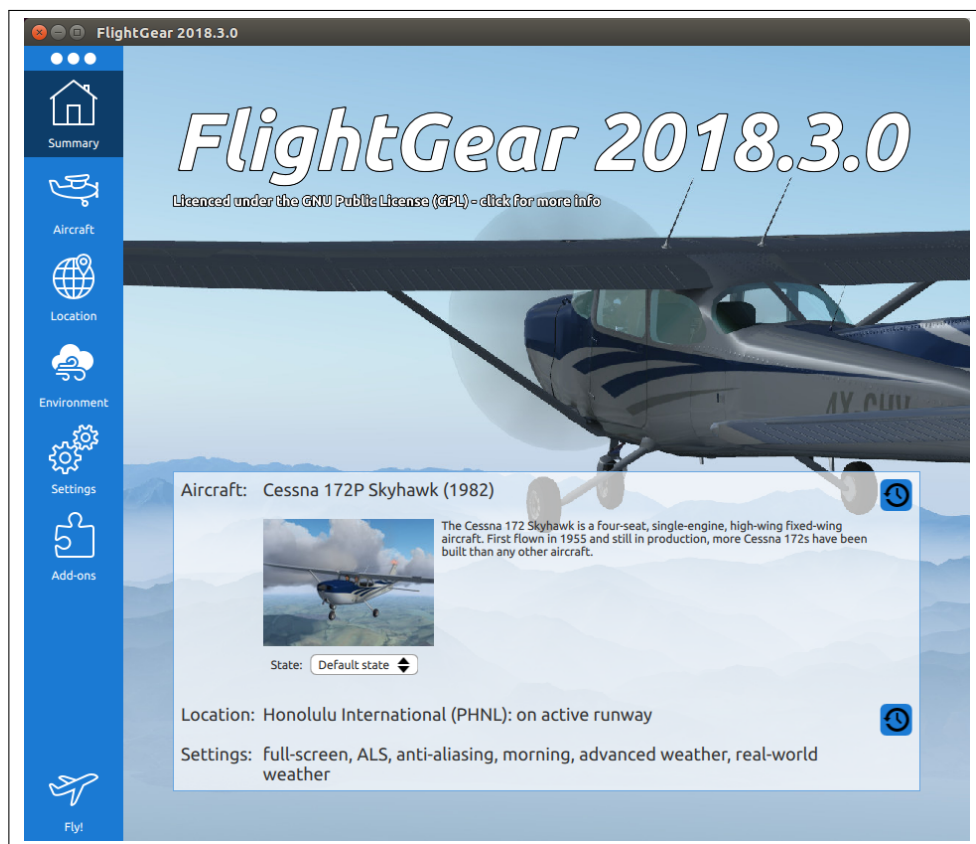 FlightGear 2018.3.0
Summary
Aircraft
Location
Environment
Settings
Add-ons
Fly!
FlightGear 2018.3.0
Licenced under the GNU Public License (GPL) - click for more info
4X-CHV
Aircraft: Cessna 172P Skyhawk (1982)
The Cessna 172 Skyhawk is a four-seat, single-engine, high-wing fixed-wing
aircraft. First flown in 1955 and still in production, more Cessna 172s have been
built than any other aircraft.
State: Default state
Location: Honolulu International (PHNL): on active runway
Settings: full-screen, ALS, anti-aliasing, morning, advanced weather, real-world
weather